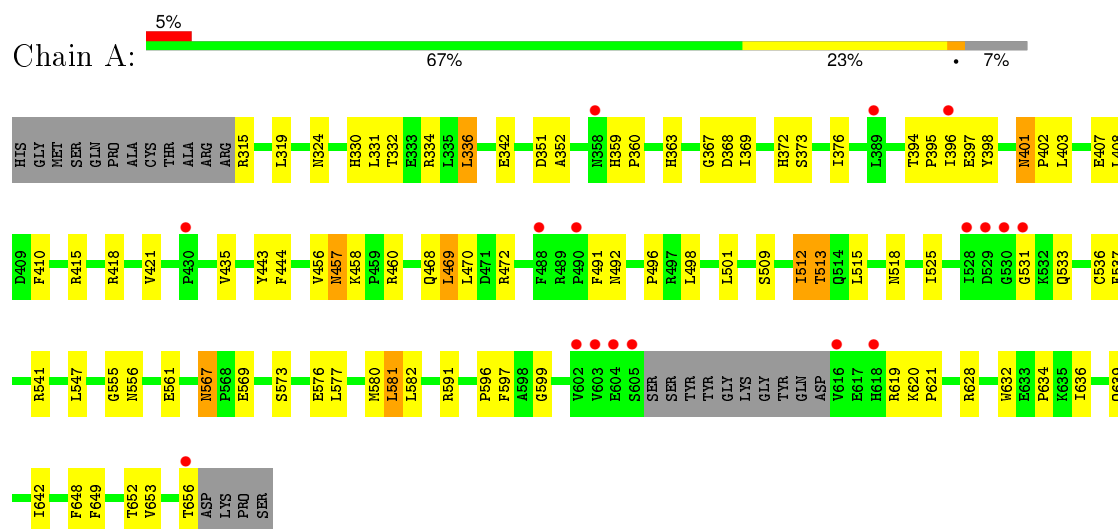 5%
Chain A:
67% 23% • 7%
HIS GLY MET SER GLN PRO ALA CYS THR ALA ARG ARG R315 L319 N324 H330 L331 T332 E333 R334 L335 L336 E342 D351 A352 N358 H359 P360 H363 G367 D368 I369 H372 S373 I376 L389 T394 P395 I396 E397 Y398 N401 P402 L403 E407
D409 F410 R415 R418 V421 P430 V435 Y443 F444 V456 N457 K458 P459 R460 Q468 L469 L470 D471 R472 F488 R489 P490 F491 N492 P496 R497 L498 L501 S509 I512 T513 Q514 L515 N518 I525 I528 D529 G530 G531 K532 Q533 C536
R541 L547 G555 N556 E561 N567 P568 E569 S573 E576 L577 M580 L581 L582 R591 P596 F597 A598 G599 V602 V603 E604 S605 SER SER TYR TYR GLY LYS GLY TYR GLN ASP V616 E617 H618 R619 K620 P621 R628 W632 E633 P634 K635 I636
I642 F648 F649 T652 V653 T656 ASP LYS PRO SER